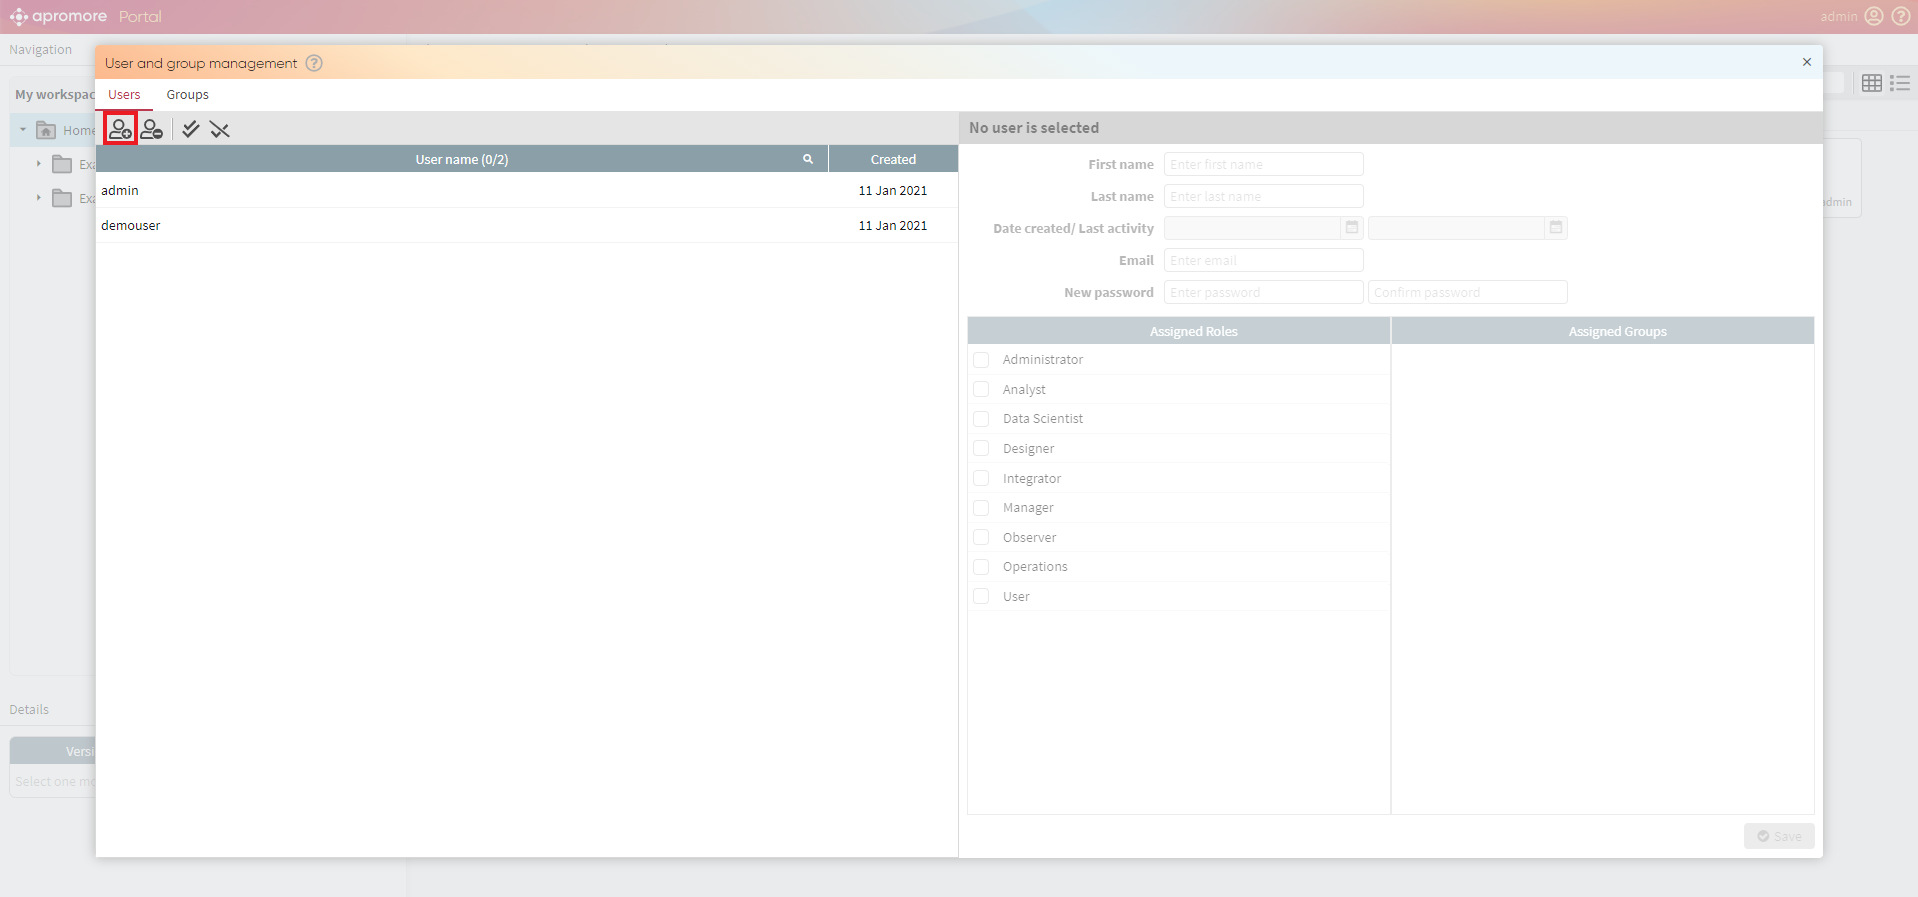 apromore Portal
admin
Navigation
User and group management
My workspac
Users
Groups
Home
Exa
Exa
User name (0/2)
Created
admin
11 Jan 2021
demouser
11 Jan 2021
No user is selected
First name
Enter first name
Last name
Enter last name
Date created/ Last activity
Email
Enter email
New password
Enter password
Confirm password
Assigned Roles
Assigned Groups
Administrator
Analyst
Data Scientist
Designer
Integrator
Manager
Observer
Operations
User
Save
admin
Details
Versi
Select one mo